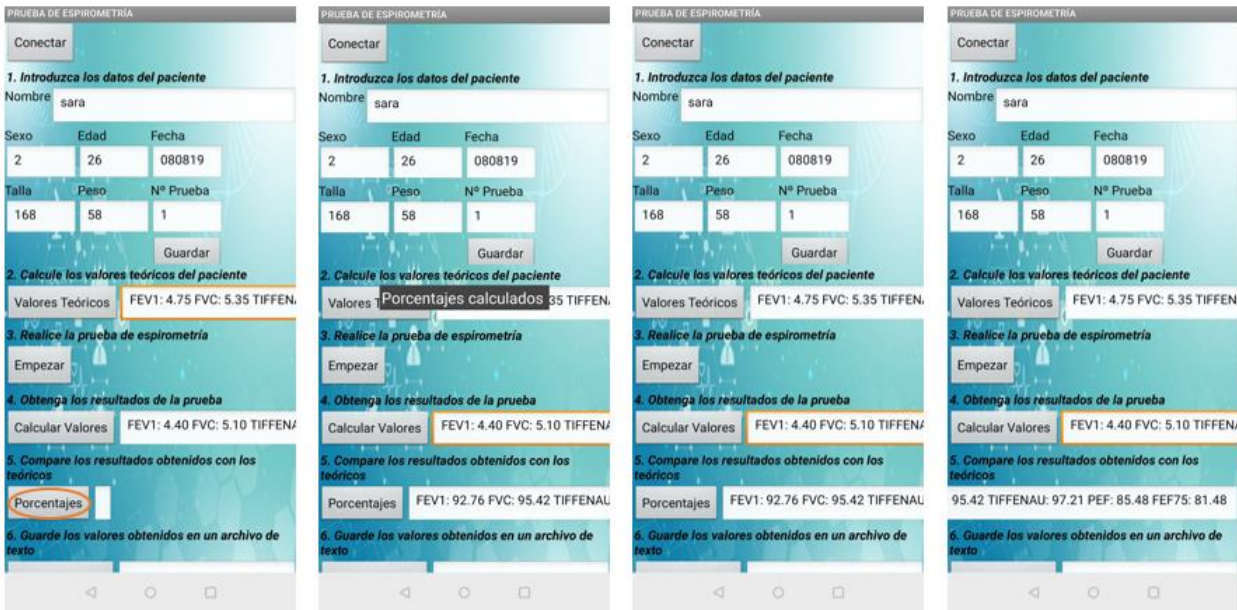 PRUEBA DE ESPIROMETRÍA
Conectar
1. Introduzca los datos del paciente
Nombre sara
Sexo Edad Fecha
2 26 080819
Talla Peso Nº Prueba
168 58 1
Guardar
2. Calcule los valores teóricos del paciente
Valores Teóricos FEV1: 4.75 FVC: 5.35 TIFFEN
3. Realice la prueba de espirometría
Empezar
4. Obtenga los resultados de la prueba
Calcular Valores FEV1: 4.40 FVC: 5.10 TIFFEN
5. Compare los resultados obtenidos con los
teóricos
Porcentajes
6. Guarde los valores obtenidos en un archivo de
texto
PRUEBA DE ESPIROMETRÍA
Conectar
1. Introduzca los datos del paciente
Nombre sara
Sexo Edad Fecha
2 26 080819
Talla Peso Nº Prueba
168 58 1
Guardar
2. Calcule los valores teóricos del paciente
Valores T Porcentajes calculados 35 TIFFEN
3. Realice la prueba de espirometría
Empezar
4. Obtenga los resultados de la prueba
Calcular Valores FEV1: 4.40 FVC: 5.10 TIFFEN
5. Compare los resultados obtenidos con los
teóricos
Porcentajes FEV1: 92.76 FVC: 95.42 TIFFENAU
6. Guarde los valores obtenidos en un archivo de
texto
PRUEBA DE ESPIROMETRÍA
Conectar
1. Introduzca los datos del paciente
Nombre sara
Sexo Edad Fecha
2 26 080819
Talla Peso Nº Prueba
168 58 1
Guardar
2. Calcule los valores teóricos del paciente
Valores Teóricos FEV1: 4.75 FVC: 5.35 TIFFEN
3. Realice la prueba de espirometría
Empezar
4. Obtenga los resultados de la prueba
Calcular Valores FEV1: 4.40 FVC: 5.10 TIFFEN
5. Compare los resultados obtenidos con los
teóricos
Porcentajes FEV1: 92.76 FVC: 95.42 TIFFENAU
6. Guarde los valores obtenidos en un archivo de
texto
PRUEBA DE ESPIROMETRÍA
Conectar
1. Introduzca los datos del paciente
Nombre sara
Sexo Edad Fecha
2 26 080819
Talla Peso Nº Prueba
168 58 1
Guardar
2. Calcule los valores teóricos del paciente
Valores Teóricos FEV1: 4.75 FVC: 5.35 TIFFEN
3. Realice la prueba de espirometría
Empezar
4. Obtenga los resultados de la prueba
Calcular Valores FEV1: 4.40 FVC: 5.10 TIFFEN
5. Compare los resultados obtenidos con los
teóricos
95.42 TIFFENAU: 97.21 PEF: 85.48 FEF75: 81.48
6. Guarde los valores obtenidos en un archivo de
texto